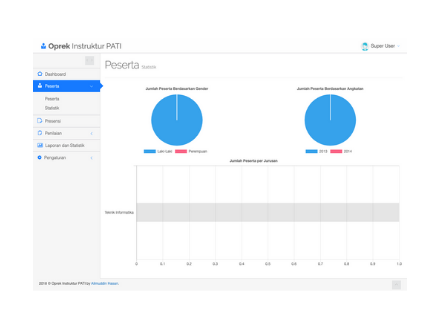 Oprek Instruktur PATI
Super User
Peserta Statistik
Dashboard
Peserta
Peserta
Statistik
Presensi
Penilaian
Laporan dan Statistik
Pengaturan
Jumlah Peserta Berdasarkan Gender
Laki-Laki Perempuan
Jumlah Peserta Berdasarkan Angkatan
2013 2014
Jumlah Peserta per Jurusan
Teknik Informatika
0 0.1 0.2 0.3 0.4 0.5 0.6 0.7 0.8 0.9 1.0
2016 © Oprek Instruktur PATI by